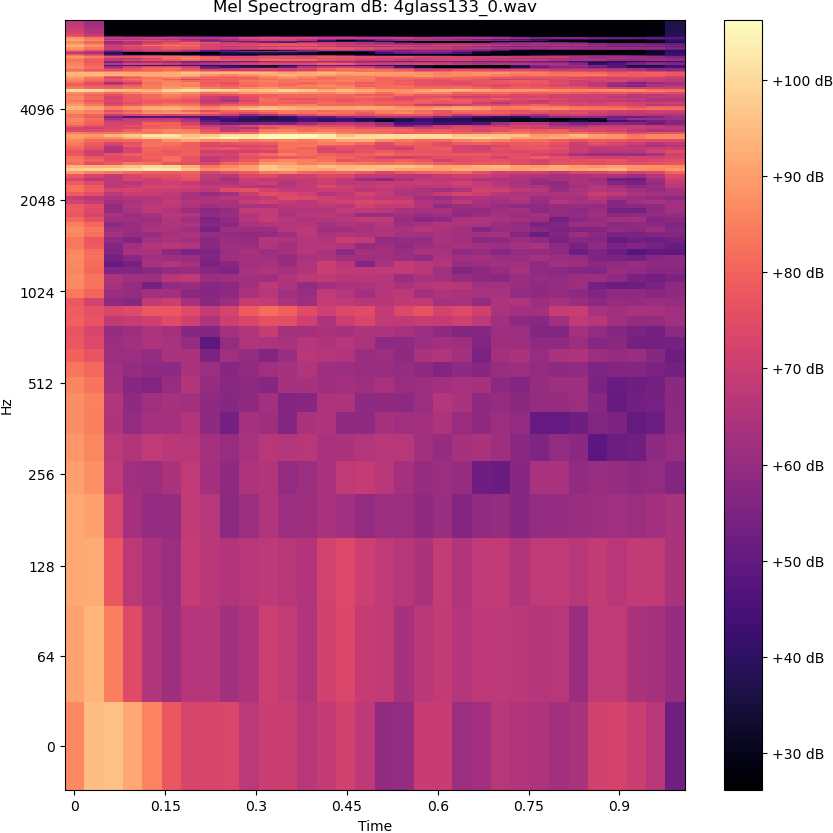 Mel Spectrogram dB: 4glass133_0.wav
4096
2048
1024
512
256
128
64
0
Hz
0 0.15 0.3 0.45 0.6 0.75 0.9
Time
+100 dB
+90 dB
+80 dB
+70 dB
+60 dB
+50 dB
+40 dB
+30 dB